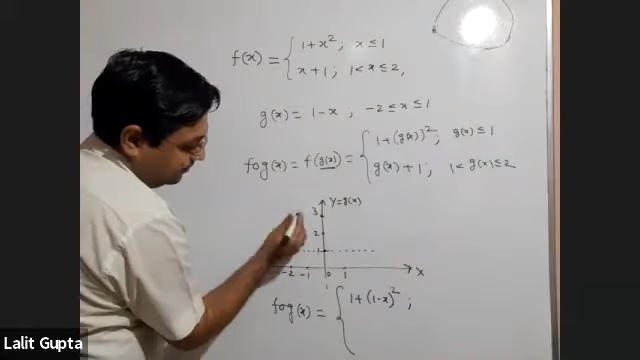 f(x) = { 1 + x² ; x ≤ 1
x + 1 ; 1 < x ≤ 2,
g(x) = 1 - x ; -2 ≤ x ≤ 1
fog(x) = f(g(x)) = { 1 + (g(x))² ; g(x) ≤ 1
g(x) + 1 ; 1 < g(x) ≤ 2
Y = g(x)
3
2
1
-2 -1 0 1 X
fog(x) = { 1 + (1-x)² ;
Lalit Gupta